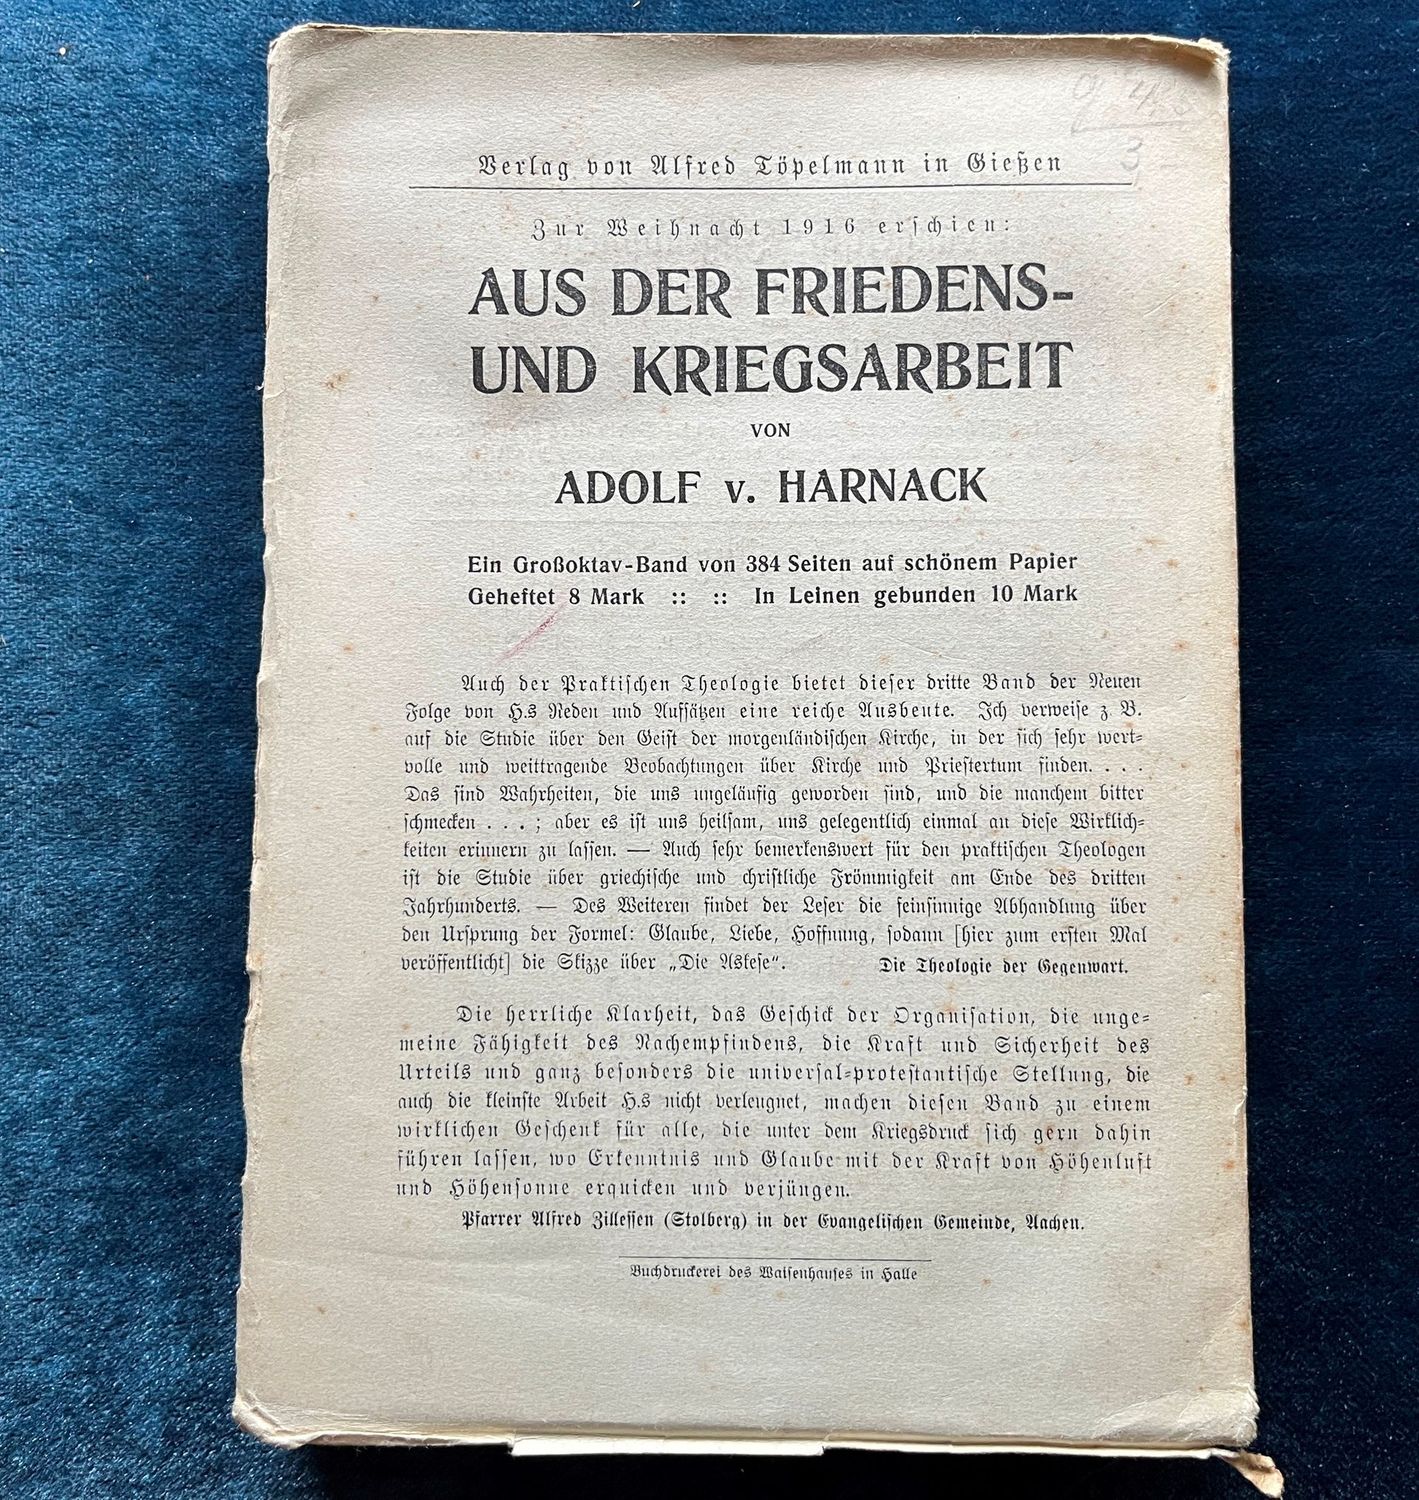 3
Verlag von Alfred Töpelmann in Gießen
Zur Weihnacht 1916 erschien:
AUS DER FRIEDENS-
UND KRIEGSARBEIT
VON
ADOLF v. HARNACK
Ein Großoktav-Band von 384 Seiten auf schönem Papier
Geheftet 8 Mark :: :: In Leinen gebunden 10 Mark
Auch der Praktischen Theologie bietet dieser dritte Band der Neuen
Folge von H.s Reden und Aufsätzen eine reiche Ausbeute. Ich verweise z. B.
auf die Studie über den Geist der morgenländischen Kirche, in der sich sehr wert-
volle und weittragende Beobachtungen über Kirche und Priestertum finden. . . .
Das sind Wahrheiten, die uns ungeläufig geworden sind, und die manchem bitter
schmecken . . . ; aber es ist uns heilsam, uns gelegentlich einmal an diese Wirklich-
keiten erinnern zu lassen. — Auch sehr bemerkenswert für den praktischen Theologen
ist die Studie über griechische und christliche Frömmigkeit am Ende des dritten
Jahrhunderts. — Des Weiteren findet der Leser die feinsinnige Abhandlung über
den Ursprung der Formel: Glaube, Liebe, Hoffnung, sodann [hier zum ersten Mal
veröffentlicht] die Skizze über „Die Askese“. Die Theologie der Gegenwart.
Die herrliche Klarheit, das Geschick der Organisation, die unge-
meine Fähigkeit des Nachempfindens, die Kraft und Sicherheit des
Urteils und ganz besonders die universal-protestantische Stellung, die
auch die kleinste Arbeit H.s nicht verleugnet, machen diesen Band zu einem
wirklichen Geschenk für alle, die unter dem Kriegsdruck sich gern dahin
führen lassen, wo Erkenntnis und Glaube mit der Kraft von Höhenluft
und Höhensonne erquicken und verjüngen.
Pfarrer Alfred Zillessen (Stolberg) in der Evangelischen Gemeinde, Aachen.
Buchdruckerei des Waisenhauses in Halle